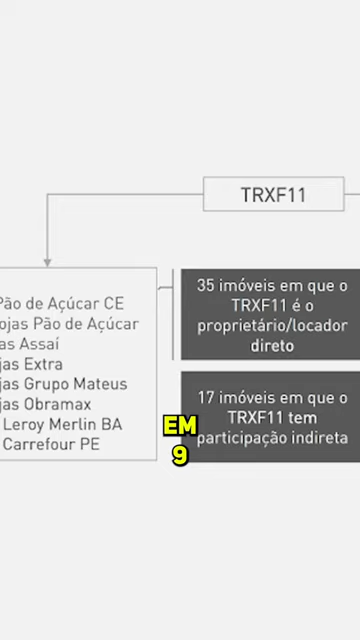 TRXF11
Pão de Açúcar CE
ojas Pão de Açúcar
as Assaí
jas Extra
jas Grupo Mateus
jas Obramax
Leroy Merlin BA
Carrefour PE
35 imóveis em que o
TRXF11 é o
proprietário/locador
direto
17 imóveis em que o
TRXF11 tem
participação indireta
EM
9